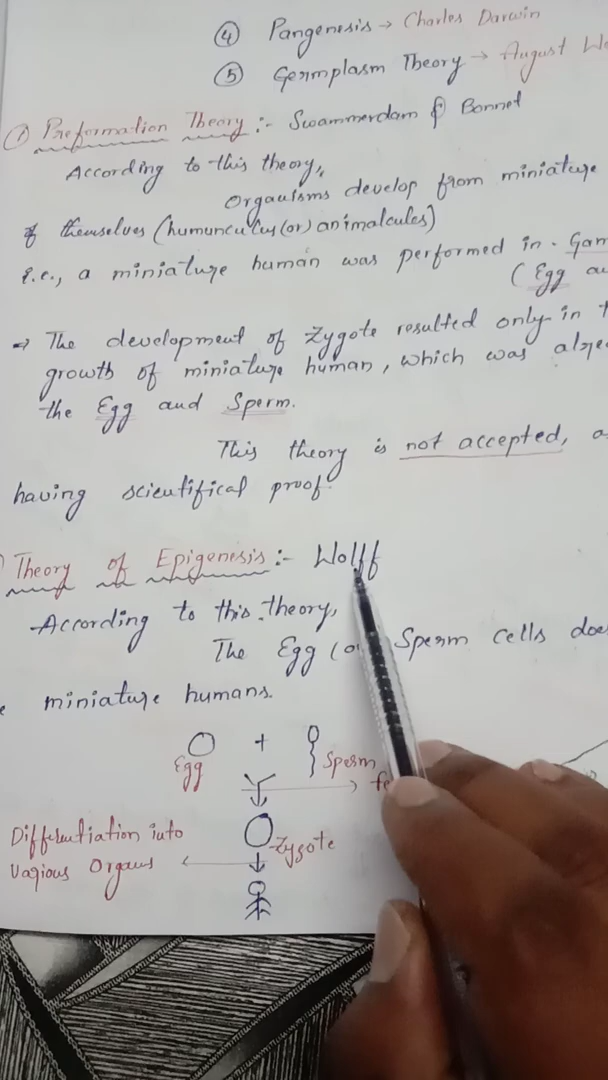 ④ Pangenesis → Charles Darwin
⑤ Germplasm Theory → August
① Preformation Theory :- Swammerdam & Bonnet
According to this theory,
Organisms develop from miniature
of themselves (humunculus (or) animalcules)
i.e., a miniature human was performed in
(Egg
→ The development of Zygote resulted only in
growth of miniature human, which was
the Egg and Sperm.
This theory is not accepted,
having scientifical proof.
Theory of Epigenesis :- Wolff
According to this theory,
The Egg Sperm cells
miniature humans.
Egg + Sperm
Zygote
Differentiation into
Various Organs